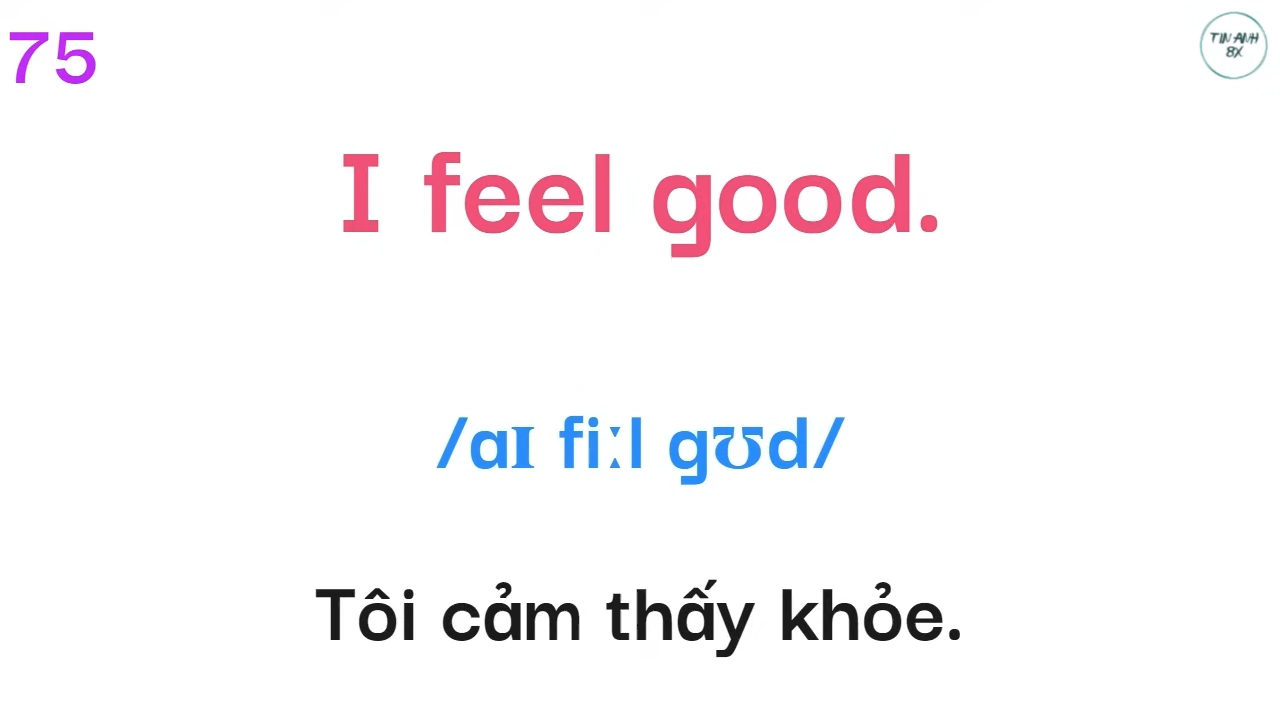 75
TIN ANH
8X
I feel good.
/aɪ fiːl gʊd/
Tôi cảm thấy khỏe.